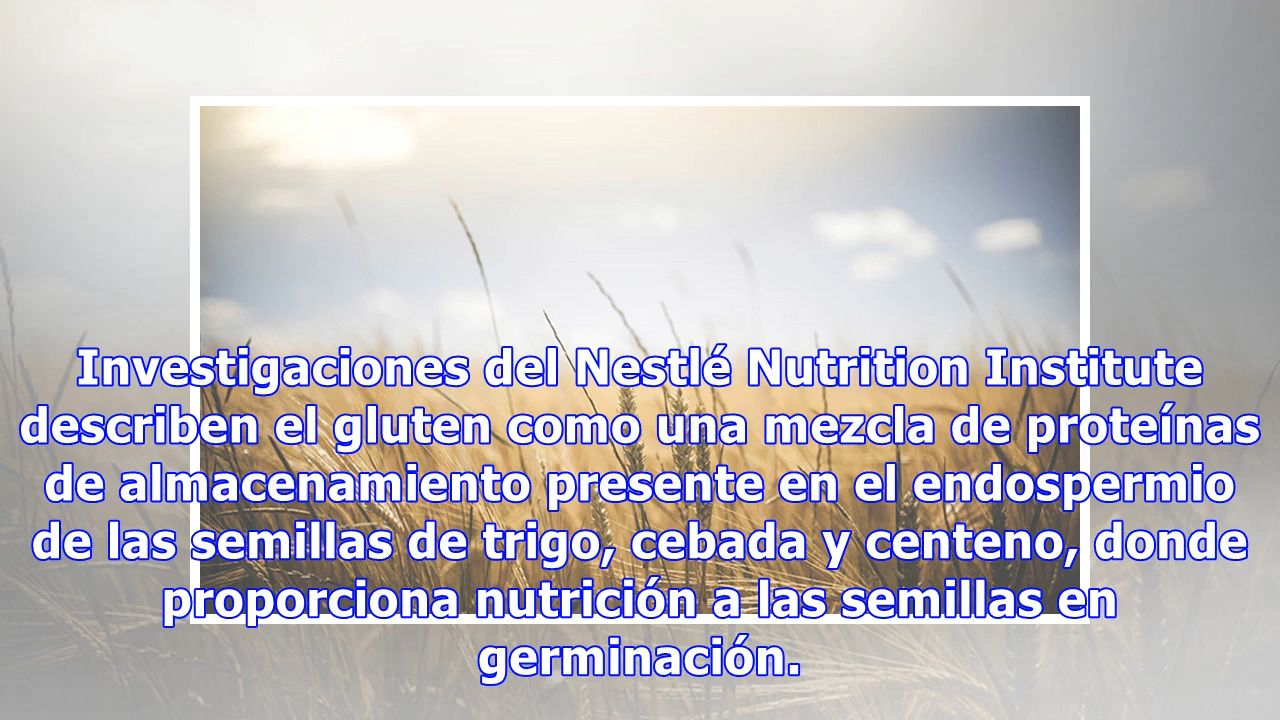 Investigaciones del Nestlé Nutrition Institute
describen el gluten como una mezcla de proteínas
de almacenamiento presente en el endospermio
de las semillas de trigo, cebada y centeno, donde
proporciona nutrición a las semillas en
germinación.